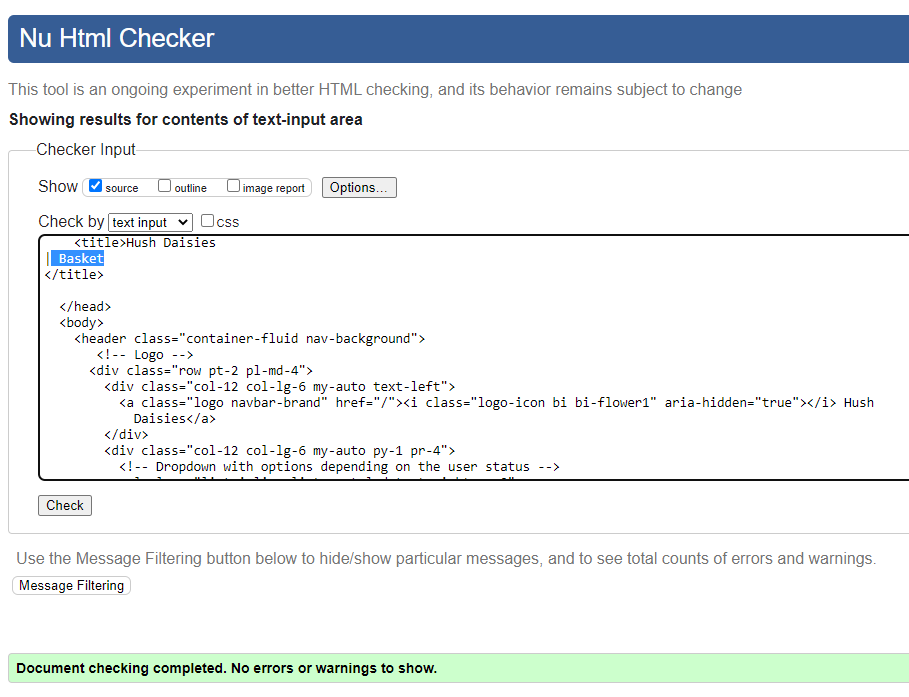 Nu Html Checker
This tool is an ongoing experiment in better HTML checking, and its behavior remains subject to change
Showing results for contents of text-input area
Checker Input
Show source outline image report Options...
Check by text input css
<title>Hush Daisies
| Basket
</title>
</head>
<body>
<header class="container-fluid nav-background">
<!-- Logo -->
<div class="row pt-2 pl-md-4">
<div class="col-12 col-lg-6 my-auto text-left">
<a class="logo navbar-brand" href="/"><i class="logo-icon bi bi-flower1" aria-hidden="true"></i> Hush
Daisies</a>
</div>
<div class="col-12 col-lg-6 my-auto py-1 pr-4">
<!-- Dropdown with options depending on the user status -->
Check
Use the Message Filtering button below to hide/show particular messages, and to see total counts of errors and warnings.
Message Filtering
Document checking completed. No errors or warnings to show.